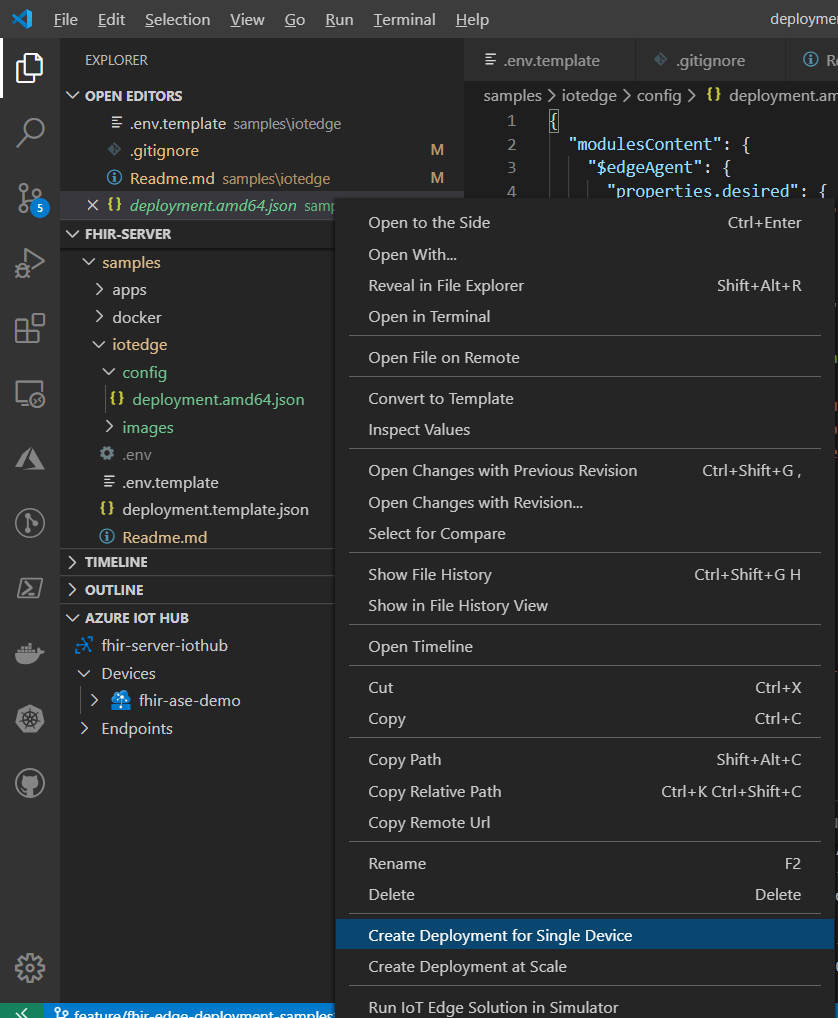 File Edit Selection View Go Run Terminal Help
EXPLORER
OPEN EDITORS
.env.template samples\iotedge
.gitignore M
Readme.md samples\iotedge M
deployment.amd64.json
FHIR-SERVER
samples
apps
docker
iotedge
config
deployment.amd64.json
images
.env
.env.template
deployment.template.json
Readme.md
TIMELINE
OUTLINE
AZURE IOT HUB
fhir-server-iothub
Devices
fhir-ase-demo
Endpoints
5
.env.template .gitignore
samples > iotedge > config > {}
1 {
2 "modulesContent": {
3 "$edgeAgent": {
4 "properties.desired": {
Open to the Side Ctrl+Enter
Open With...
Reveal in File Explorer Shift+Alt+R
Open in Terminal
Open File on Remote
Convert to Template
Inspect Values
Open Changes with Previous Revision Ctrl+Shift+G ,
Open Changes with Revision...
Select for Compare
Show File History Ctrl+Shift+G H
Show in File History View
Open Timeline
Cut Ctrl+X
Copy Ctrl+C
Copy Path Shift+Alt+C
Copy Relative Path Ctrl+K Ctrl+Shift+C
Copy Remote Url
Rename F2
Delete Delete
Create Deployment for Single Device
Create Deployment at Scale
Run IoT Edge Solution in Simulator
feature/fhir-edge-deployment-samples